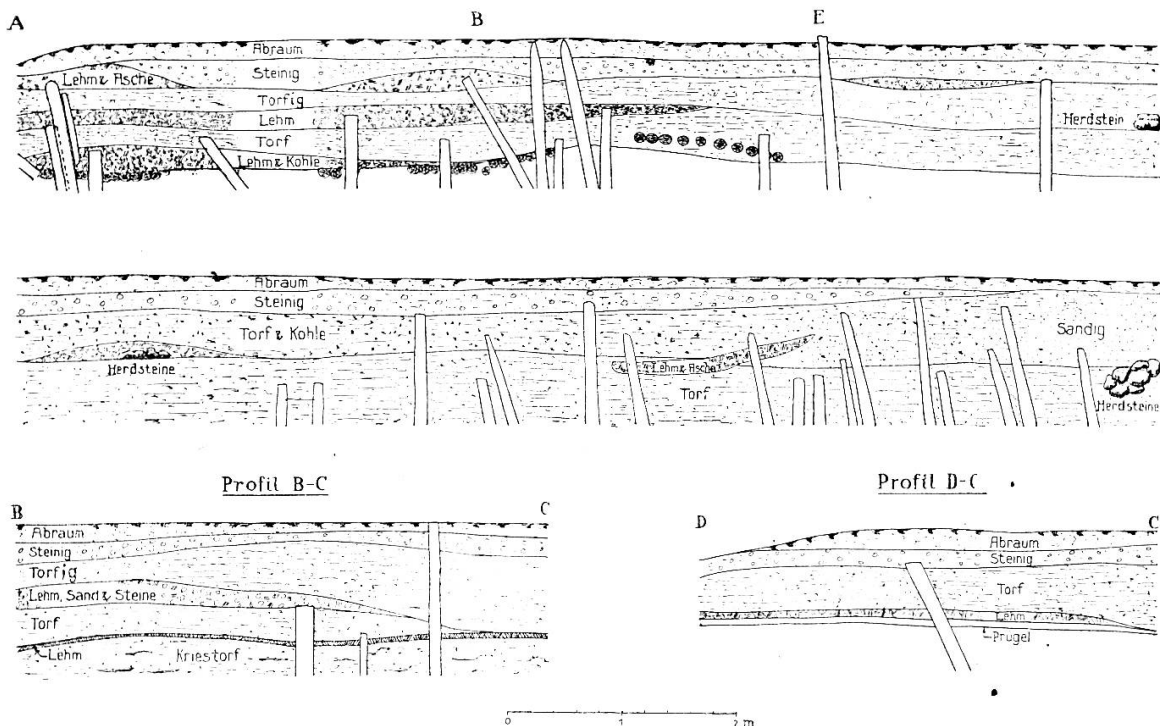 A B E
Abraum
Lehm & Asche Steinig
Torfig
Lehm
Torf
Lehm & Kohle
Herdstein
Abraum
Steinig
Torf & Kohle
Herdsteine
Lehm & Asche
Torf
Sandig
Herdsteine
Profil B-C
B C
Abraum
Steinig
Torfig
Lehm, Sand & Steine
Torf
Lehm Kriestorf
Profil D-C
D C
Abraum
Steinig
Torf
Lehm
Prügel
0 1 2 m